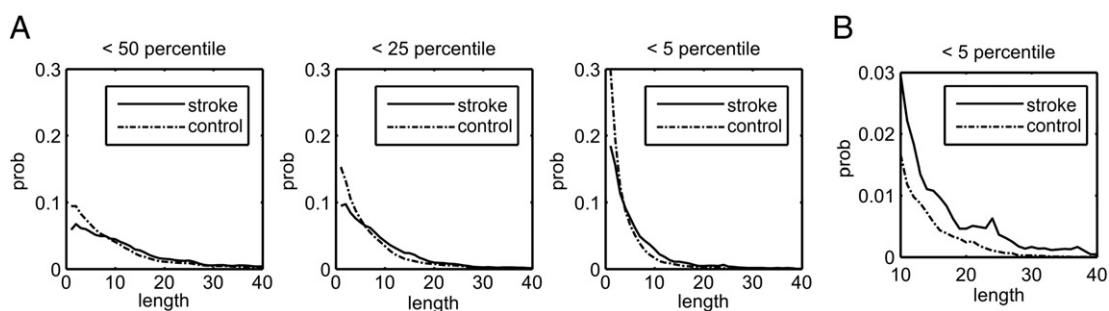 A
B
< 50 percentile
< 25 percentile
< 5 percentile
< 5 percentile
0.3
0.2
0.1
0
prob
stroke
control
0 10 20 30 40
length
0.3
0.2
0.1
0
prob
stroke
control
0 10 20 30 40
length
0.3
0.2
0.1
0
prob
stroke
control
0 10 20 30 40
length
0.03
0.02
0.01
0
prob
stroke
control
10 20 30 40
length